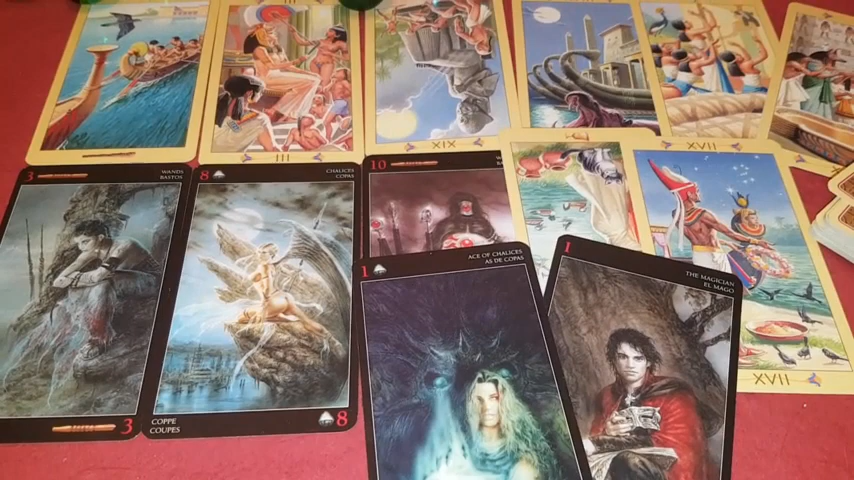 III
XIX
XVII
XVII
3
WANDS
BASTOS
3
8
CHALICES
COPAS
COPPE
COUPES
8
10
W
1
ACE OF CHALICES
AS DE COPAS
1
THE MAGICIAN
EL MAGO